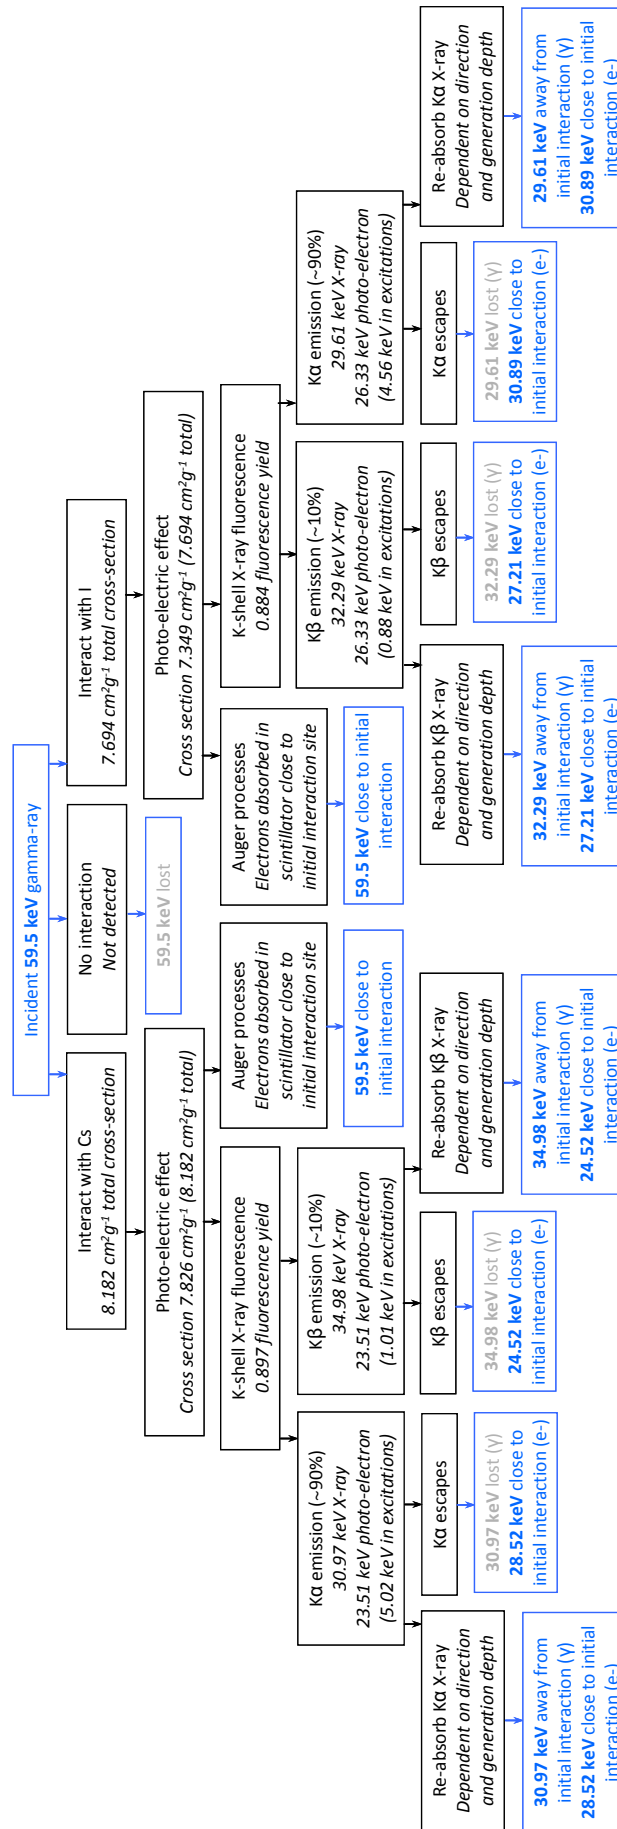 Incident 59.5 keV gamma-ray
Interact with Cs
8.182 cm²g⁻¹ total cross-section
No interaction
Not detected
Interact with I
7.694 cm²g⁻¹ total cross-section
59.5 keV lost
Photo-electric effect
Cross section 7.826 cm²g⁻¹ (8.182 cm²g⁻¹ total)
Photo-electric effect
Cross section 7.349 cm²g⁻¹ (7.694 cm²g⁻¹ total)
K-shell X-ray fluorescence
0.897 fluorescence yield
Auger processes
Electrons absorbed in
scintillator close to
initial interaction site
Auger processes
Electrons absorbed in
scintillator close to
initial interaction site
K-shell X-ray fluorescence
0.884 fluorescence yield
59.5 keV close to
initial interaction
59.5 keV close to initial
interaction
Kα emission (~90%)
30.97 keV X-ray
23.51 keV photo-electron
(5.02 keV in excitations)
Kβ emission (~10%)
34.98 keV X-ray
23.51 keV photo-electron
(1.01 keV in excitations)
Kβ emission (~10%)
32.29 keV X-ray
26.33 keV photo-electron
(0.88 keV in excitations)
Kα emission (~90%)
29.61 keV X-ray
26.33 keV photo-electron
(4.56 keV in excitations)
Re-absorb Kα X-ray
Dependent on direction
and generation depth
Kα escapes
Kβ escapes
Re-absorb Kβ X-ray
Dependent on direction
and generation depth
Re-absorb Kβ X-ray
Dependent on direction
and generation depth
Kβ escapes
Kα escapes
Re-absorb Kα X-ray
Dependent on direction
and generation depth
30.97 keV away from
initial interaction (γ)
28.52 keV close to initial
interaction (e-)
30.97 keV lost (γ)
28.52 keV close to
initial interaction (e-)
34.98 keV lost (γ)
24.52 keV close to
initial interaction (e-)
34.98 keV away from
initial interaction (γ)
24.52 keV close to initial
interaction (e-)
32.29 keV away from
initial interaction (γ)
27.21 keV close to initial
interaction (e-)
32.29 keV lost (γ)
27.21 keV close to
initial interaction (e-)
29.61 keV lost (γ)
30.89 keV close to
initial interaction (e-)
29.61 keV away from
initial interaction (γ)
30.89 keV close to initial
interaction (e-)